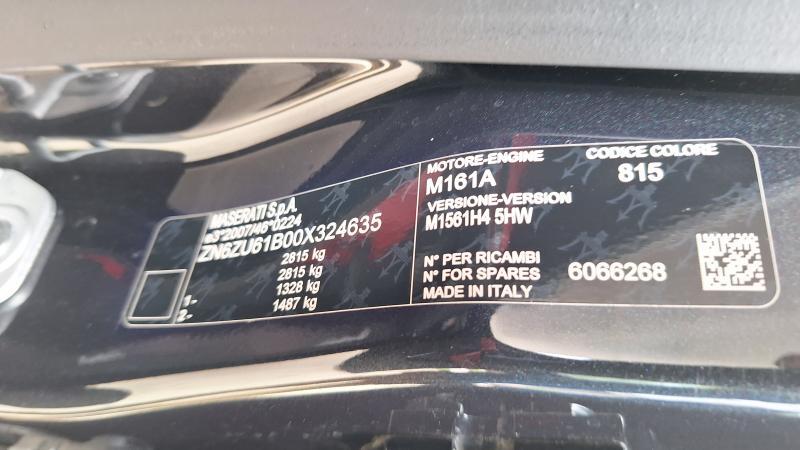 MASERATI S.p.A.
e3*2007/46*0224
ZN6ZU61B00X324635
2815 kg
2815 kg
1- 1328 kg
2- 1487 kg
MOTORE-ENGINE
M161A
VERSIONE-VERSION
M1561H4 5HW
N° PER RICAMBI
N° FOR SPARES 6066268
MADE IN ITALY
CODICE COLORE
815